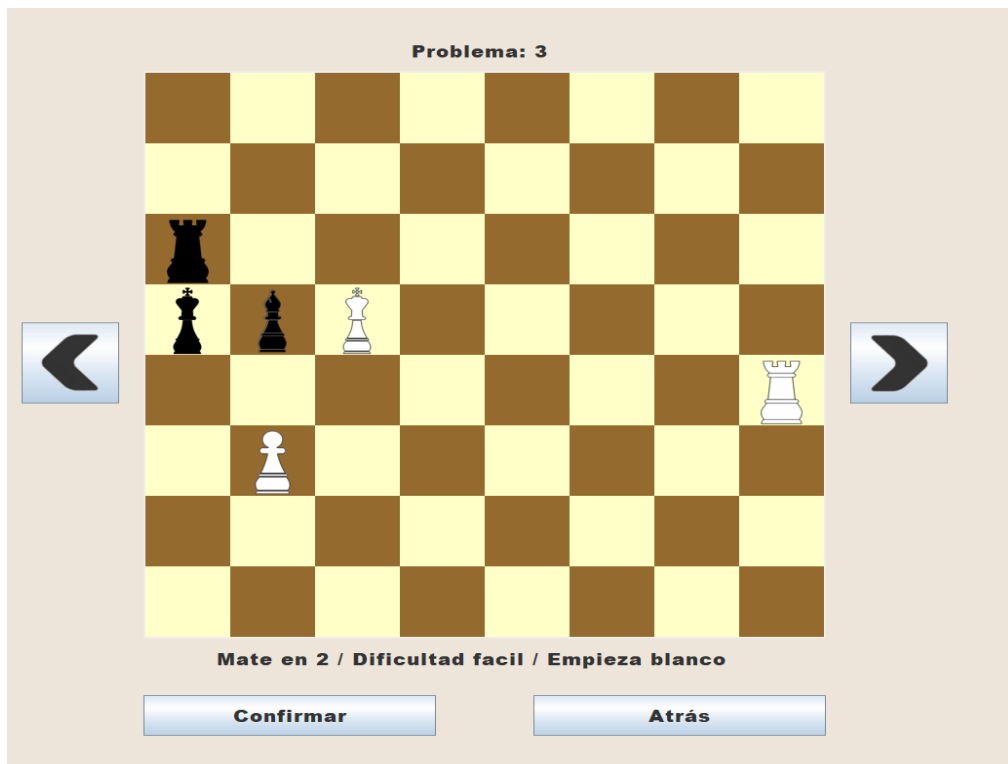 Problema: 3
Mate en 2 / Dificultad facil / Empieza blanco
Confirmar
Atrás